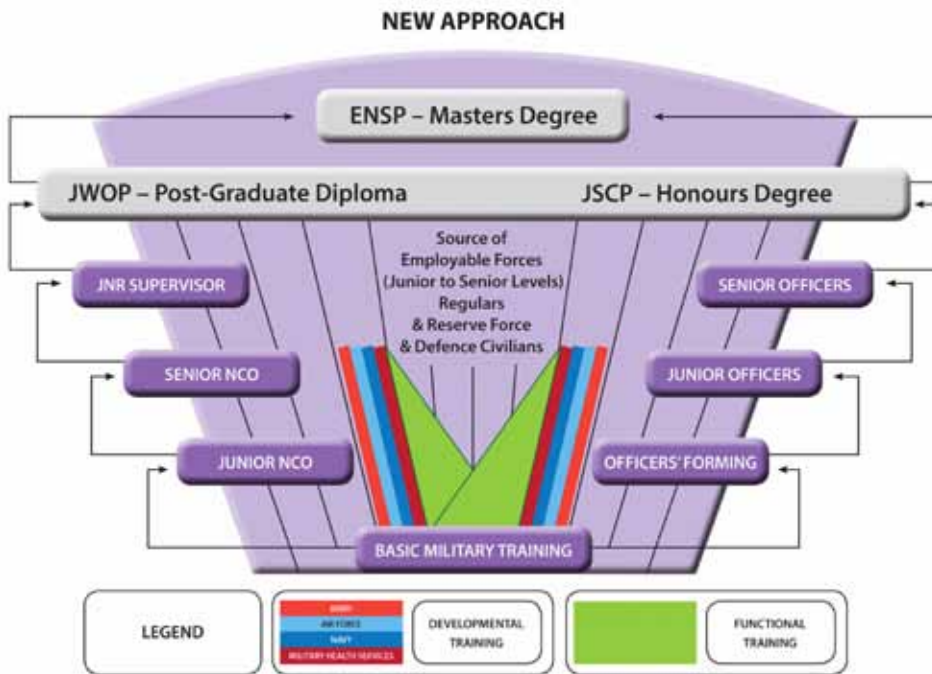 NEW APPROACH
ENSP – Masters Degree
JWOP – Post-Graduate Diploma
JSCP – Honours Degree
Source of
Employable Forces
(Junior to Senior Levels)
Regulars
& Reserve Force
& Defence Civilians
JNR SUPERVISOR
SENIOR OFFICERS
SENIOR NCO
JUNIOR OFFICERS
JUNIOR NCO
OFFICERS' FORMING
BASIC MILITARY TRAINING
LEGEND
ARMY
AIR FORCE
NAVY
MILITARY HEALTH SERVICES
DEVELOPMENTAL
TRAINING
FUNCTIONAL
TRAINING